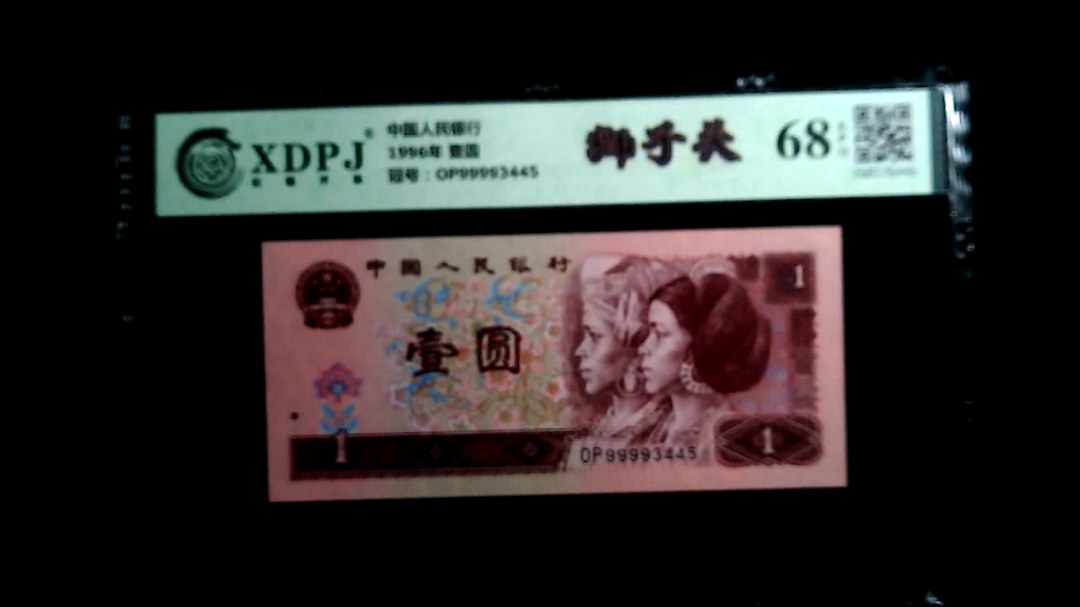 XDPJ®
中国人民银行
1996年 壹圆
冠号：OP99993445
狮子头
68
中国人民银行
壹圆
1
1
1
OP99993445